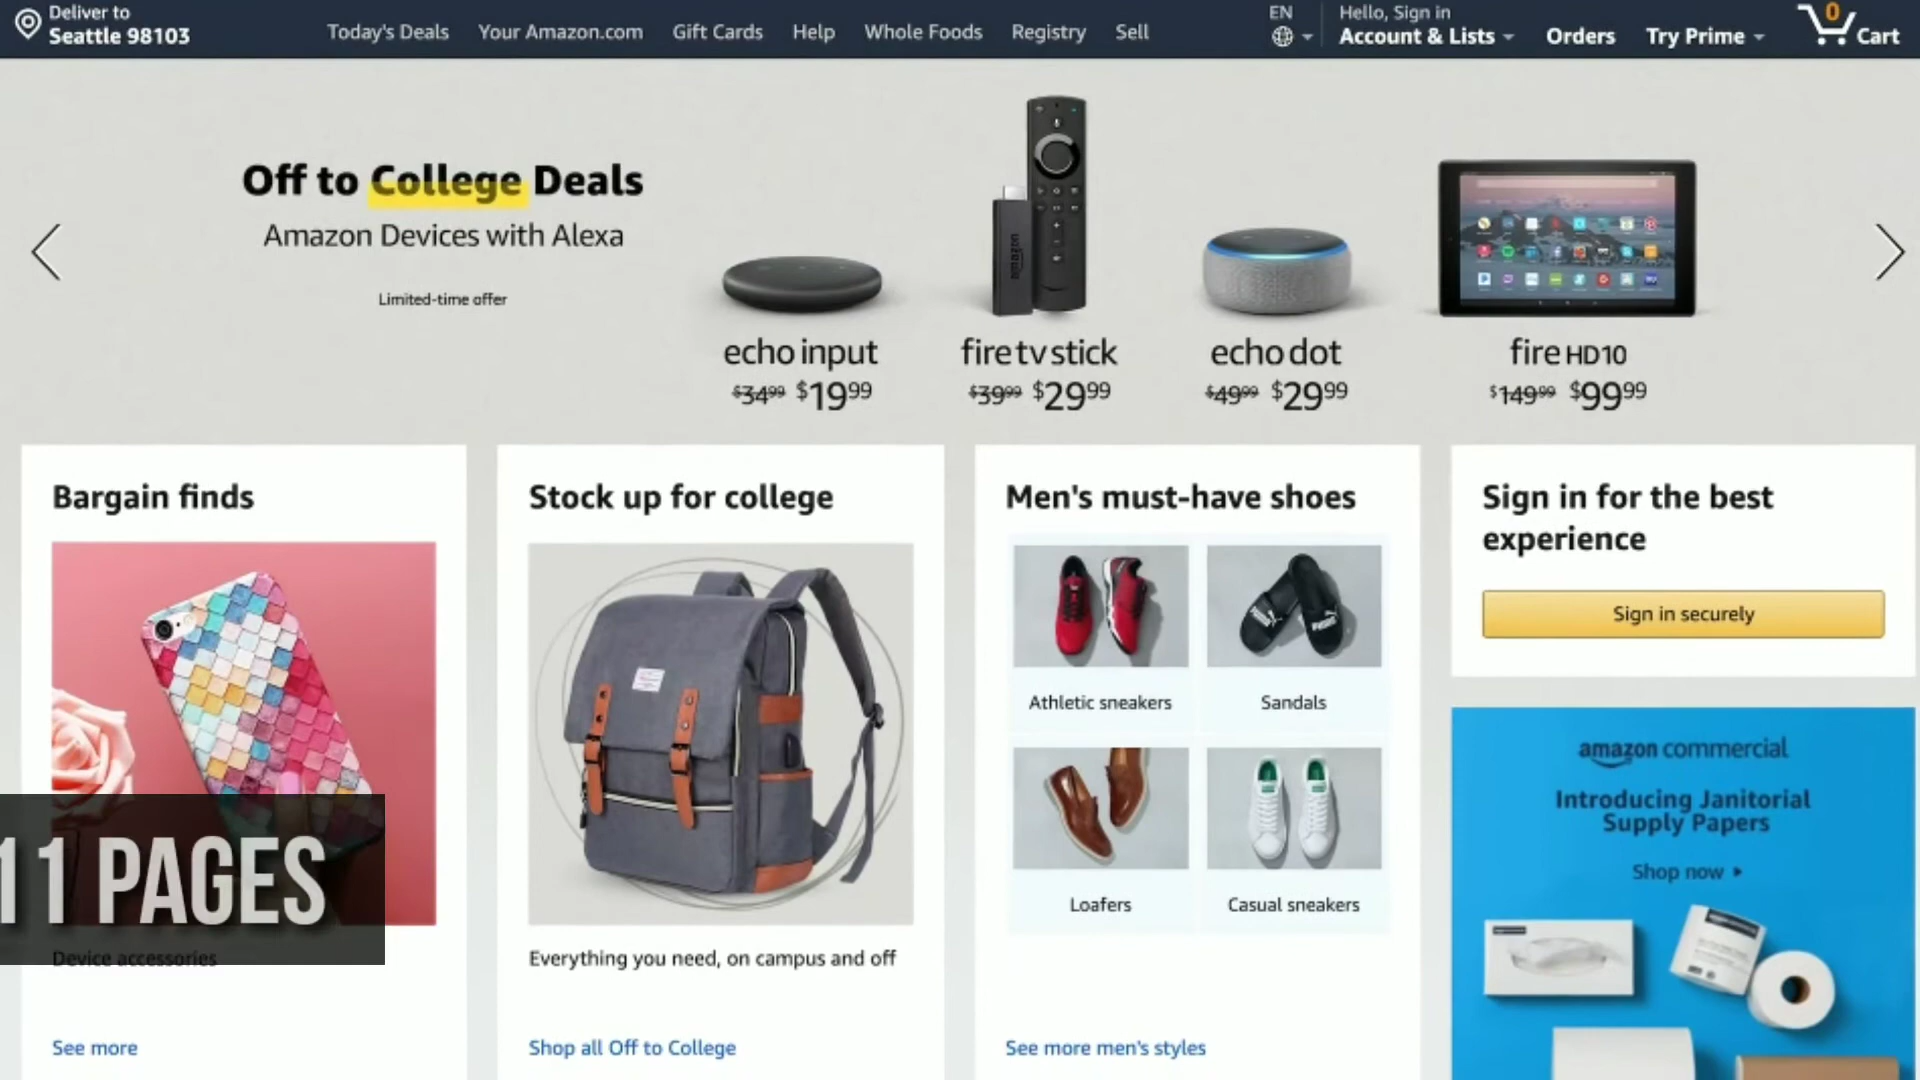 Deliver to
Seattle 98103
Today's Deals
Your Amazon.com
Gift Cards
Help
Whole Foods
Registry
Sell
EN
Hello, Sign in
Account & Lists
Orders
Try Prime
0
Cart
Off to College Deals
Amazon Devices with Alexa
Limited-time offer
amazon
echo input
$34.99 $19.99
fire tv stick
$39.99 $29.99
echo dot
$49.99 $29.99
fire HD 10
$149.99 $99.99
Bargain finds
Device accessories
See more
11 PAGES
Stock up for college
Everything you need, on campus and off
Shop all Off to College
Men's must-have shoes
Athletic sneakers
Sandals
PUMA
PUMA
Loafers
Casual sneakers
See more men's styles
Sign in for the best
experience
Sign in securely
amazon commercial
Introducing Janitorial
Supply Papers
Shop now